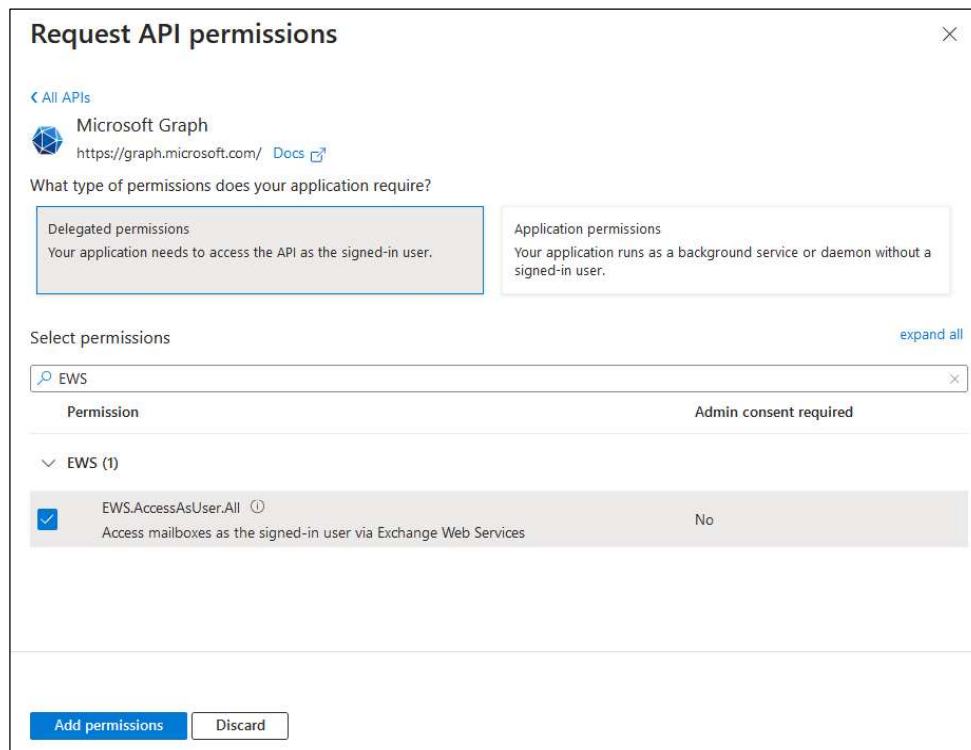 Request API permissions
All APIs
Microsoft Graph
https://graph.microsoft.com/ Docs
What type of permissions does your application require?
Delegated permissions
Your application needs to access the API as the signed-in user.
Application permissions
Your application runs as a background service or daemon without a
signed-in user.
Select permissions
expand all
EWS
Permission
Admin consent required
EWS (1)
EWS.AccessAsUser.All
Access mailboxes as the signed-in user via Exchange Web Services
No
Add permissions
Discard